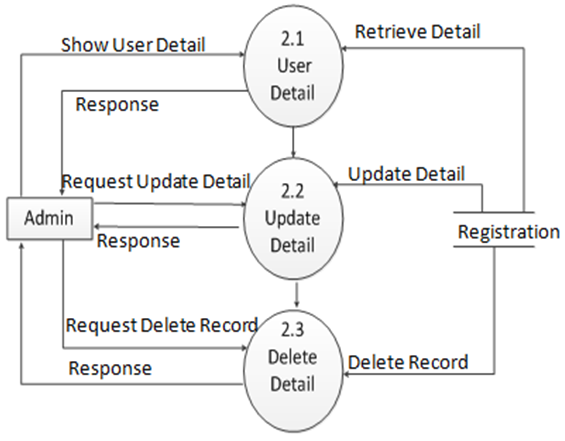 Show User Detail
2.1
User
Detail
Retrieve Detail
Response
Request Update Detail
2.2
Update
Detail
Update Detail
Admin
Response
Registration
Request Delete Record
2.3
Delete
Detail
Response
Delete Record